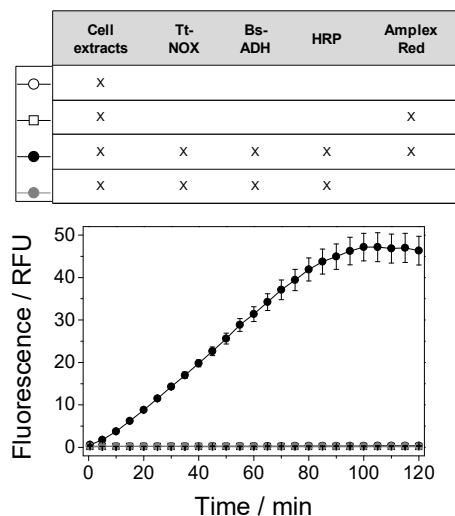 Cell extracts Tt-NOX Bs-ADH HRP Amplex Red
X
X X
X X X X X
X X X X
50
40
30
20
10
0
Fluorescence / RFU
0 20 40 60 80 100 120
Time / min